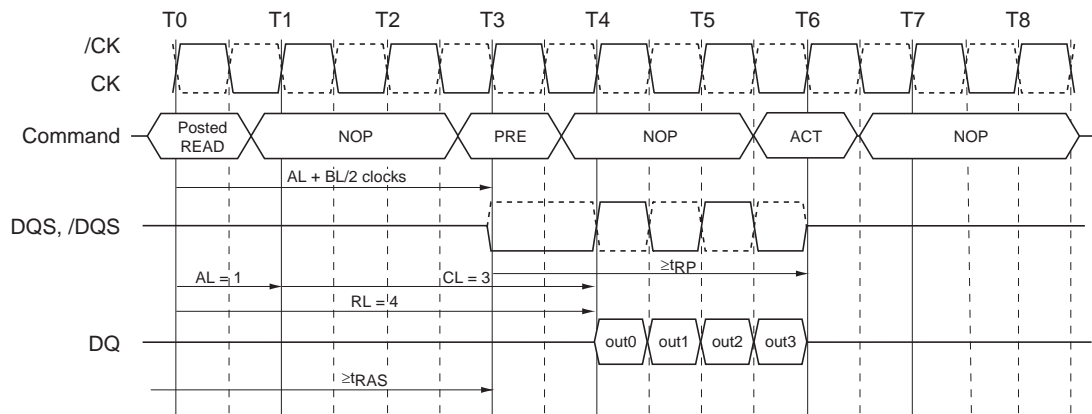 T0 T1 T2 T3 T4 T5 T6 T7 T8
/CK
CK
Command Posted READ NOP PRE NOP ACT NOP
AL + BL/2 clocks
DQS, /DQS
≥tRP
AL = 1 CL = 3
RL = 4
DQ out0 out1 out2 out3
≥tRAS